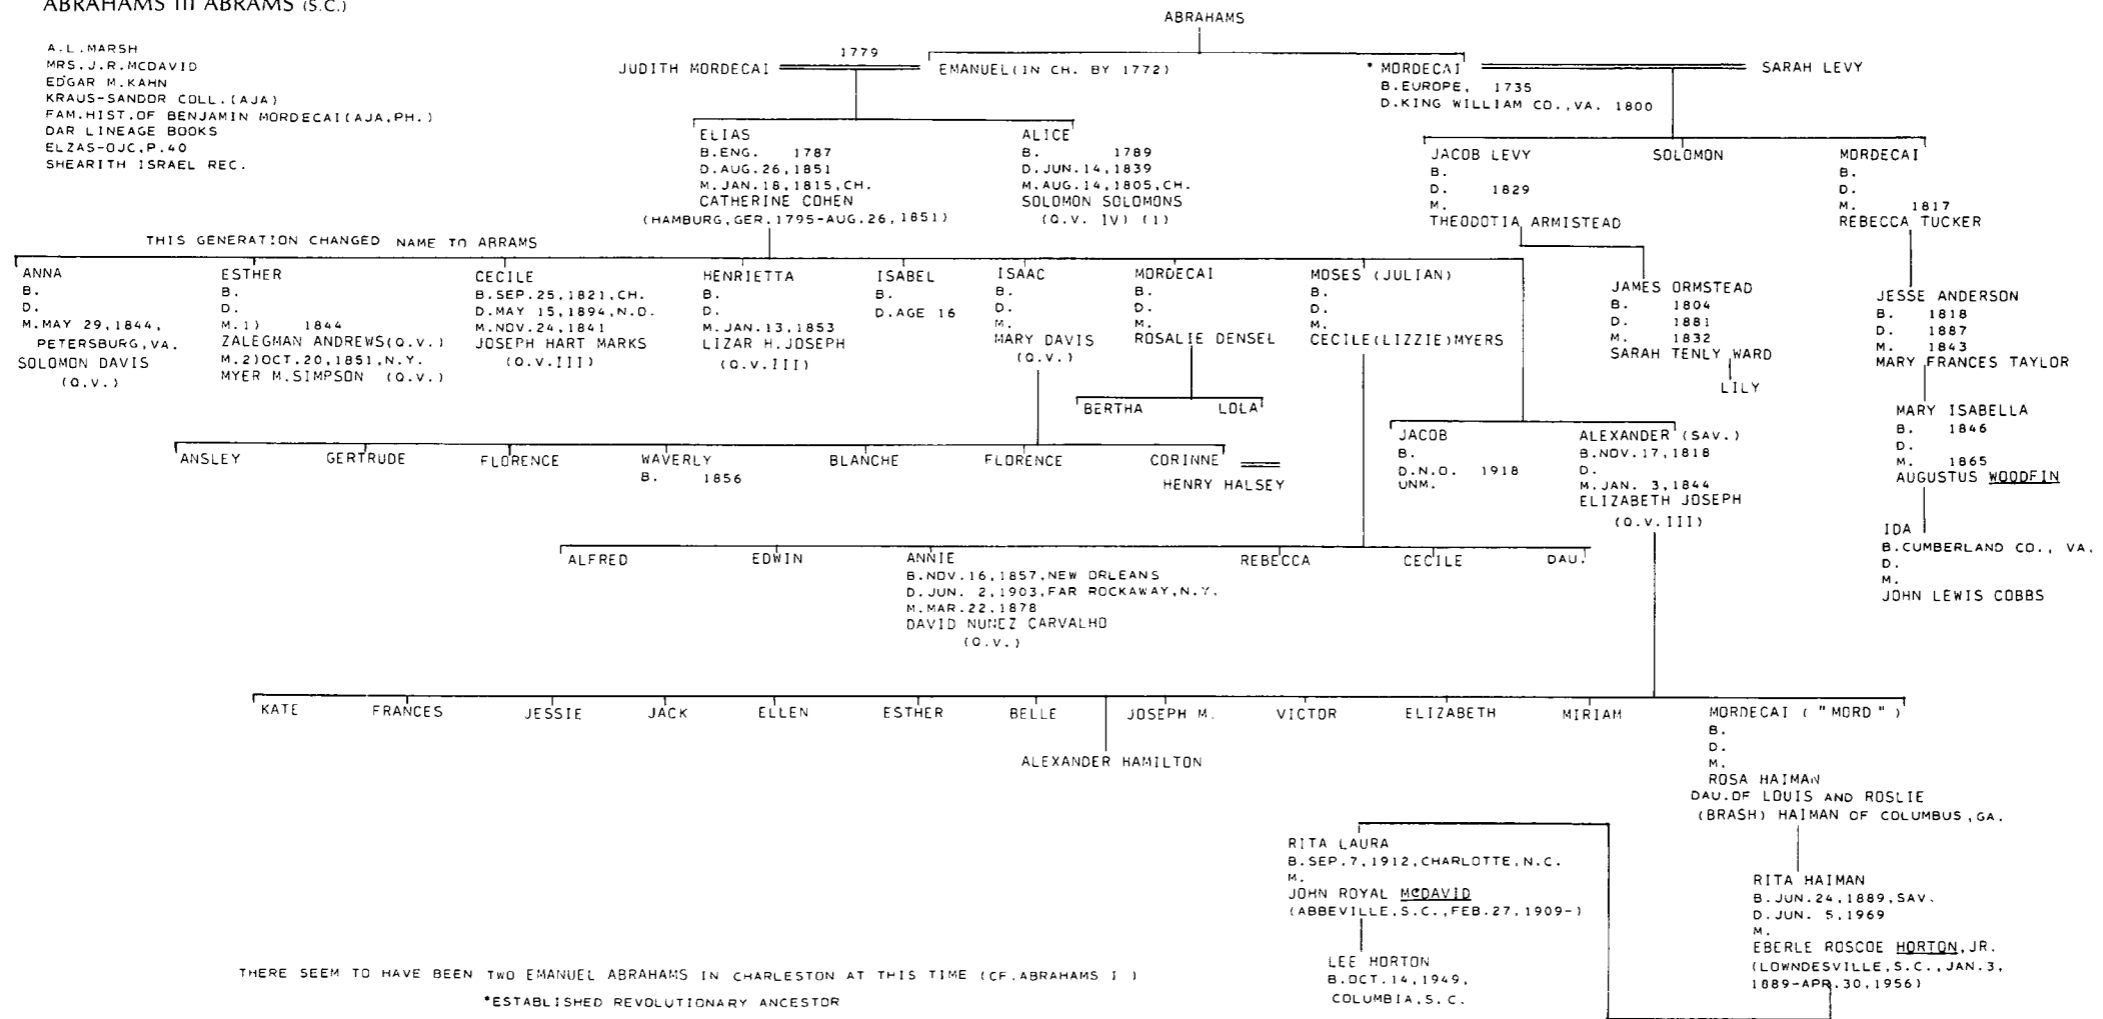 ABRAHAMS III ABRAMS (S.C.)
A.L.MARSH
MRS.J.R.MCDAVID
EDGAR M.KAHN
KRAUS-SANDOR COLL.(AJA)
FAM.HIST.OF BENJAMIN MORDECAI(AJA,PH.)
DAR LINEAGE BOOKS
ELZAS-OJC,P.40
SHEARITH ISRAEL REC.
ABRAHAMS
1779
JUDITH MORDECAI
EMANUEL(IN CH. BY 1772)
*MORDECAI
B.EUROPE, 1735
D.KING WILLIAM CO.,VA. 1800
SARAH LEVY
ELIAS
B.ENG. 1787
D.AUG.26,1851
M.JAN.18,1815,CH.
CATHERINE COHEN
(HAMBURG,GER.1795-AUG.26,1851)
ALICE
B. 1789
D.JUN.14,1839
M.AUG.14,1805,CH.
SOLOMON SOLOMONS
(Q.V. IV) (1)
JACOB LEVY
B.
D. 1829
M.
THEODOTIA ARMISTEAD
SOLOMON
MORDECAI
B.
D.
M. 1817
REBECCA TUCKER
THIS GENERATION CHANGED NAME TO ABRAMS
ANNA
B.
D.
M.MAY 29,1844,
PETERSBURG,VA.
SOLOMON DAVIS
(Q.V.)
ESTHER
B.
D.
M.1) 1844
ZALEGMAN ANDREWS(Q.V.)
M.2)OCT.20,1851,N.Y.
MYER M.SIMPSON (Q.V.)
CECILE
B.SEP.25,1821,CH.
D.MAY 15,1894,N.O.
M.NOV.24,1841
JOSEPH HART MARKS
(Q.V.III)
HENRIETTA
B.
D.
M.JAN.13,1853
LIZAR H.JOSEPH
(Q.V.III)
ISABEL
B.
D.AGE 16
ISAAC
B.
D.
M.
MARY DAVIS
(Q.V.)
MORDECAI
B.
D.
M.
ROSALIE DENSEL
MOSES (JULIAN)
B.
D.
M.
CECILE(LIZZIE)MYERS
JAMES ORMSTEAD
B. 1804
D. 1881
M. 1832
SARAH TENLY WARD
LILY
JESSE ANDERSON
B. 1818
D. 1887
M. 1843
MARY FRANCES TAYLOR
BERTHA LOLA
MARY ISABELLA
B. 1846
D.
M. 1865
AUGUSTUS WOODFIN
JACOB
B.
D.N.O. 1918
UNM.
ALEXANDER (SAV.)
B.NOV.17,1818
D.
M.JAN. 3,1844
ELIZABETH JOSEPH
(Q.V.III)
ANSLEY GERTRUDE FLORENCE WAVERLY BLANCHE FLORENCE CORINNE
B. 1856
HENRY HALSEY
IDA
B.CUMBERLAND CO., VA.
D.
M.
JOHN LEWIS COBBS
ALFRED EDWIN ANNIE REBECCA CECILE DAU.
B.NOV.16,1857,NEW ORLEANS
D.JUN. 2,1903,FAR ROCKAWAY,N.Y.
M.MAR.22,1878
DAVID NUNEZ CARVALHO
(Q.V.)
KATE FRANCES JESSIE JACK ELLEN ESTHER BELLE JOSEPH M. VICTOR ELIZABETH MIRIAM MORDECAI ("MORD")
B.
D.
M.
ROSA HAIMAN
DAU.OF LOUIS AND ROSLIE
(BRASH) HAIMAN OF COLUMBUS,GA.
ALEXANDER HAMILTON
RITA LAURA
B.SEP.7,1912,CHARLOTTE,N.C.
M.
JOHN ROYAL MCDAVID
(ABBEVILLE,S.C.,FEB.27,1909-)
RITA HAIMAN
B.JUN.24,1889,SAV.
D.JUN. 5,1969
M.
EBERLE ROSCOE HORTON,JR.
(LOWNDESVILLE,S.C.,JAN.3,
1889-APR.30,1956)
LEE HORTON
B.OCT.14,1949,
COLUMBIA,S.C.
THERE SEEM TO HAVE BEEN TWO EMANUEL ABRAHAMS IN CHARLESTON AT THIS TIME (CF.ABRAHAMS I )
*ESTABLISHED REVOLUTIONARY ANCESTOR